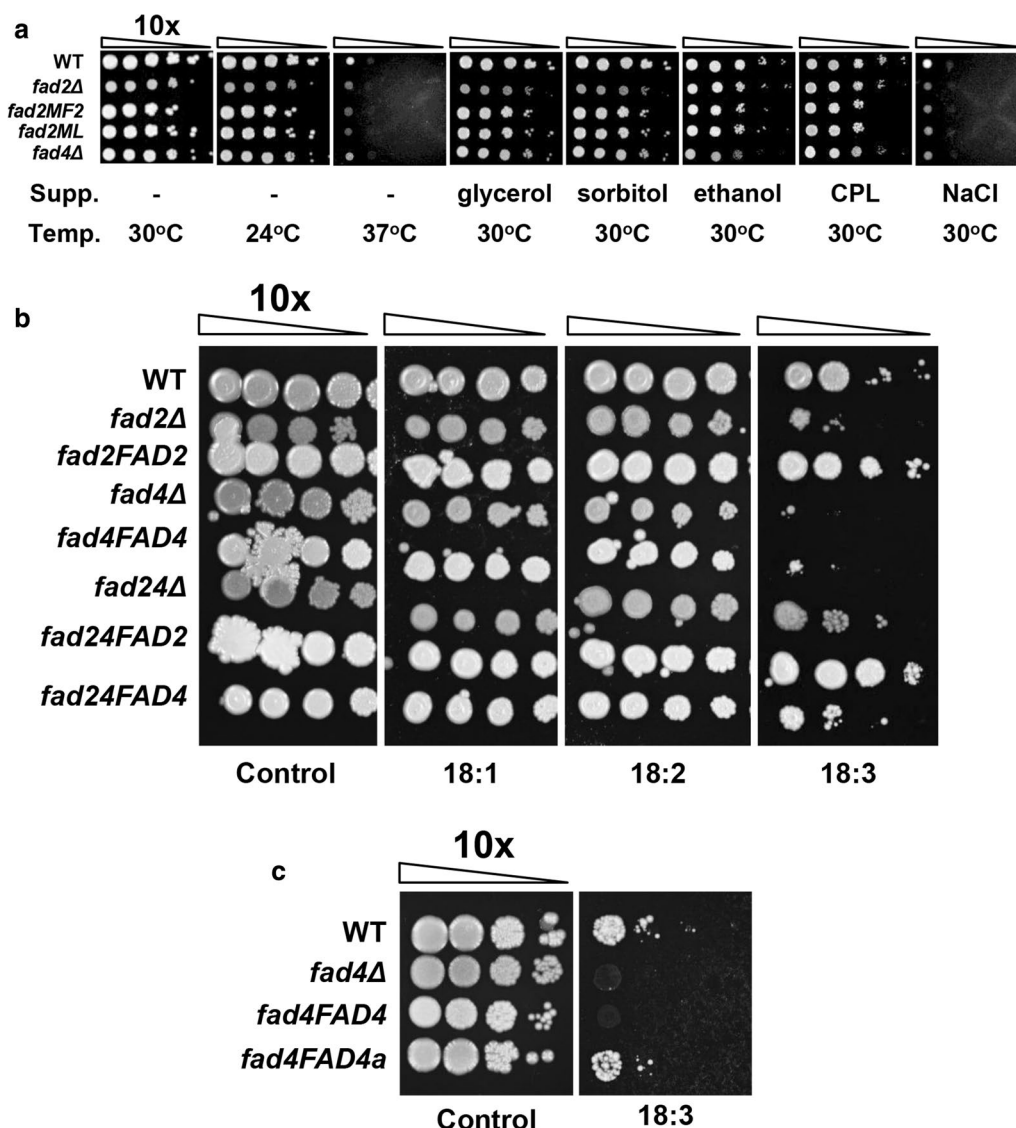 a
10x
WT
fad2Δ
fad2MF2
fad2ML
fad4Δ
Supp. - - - glycerol sorbitol ethanol CPL NaCl
Temp. 30°C 24°C 37°C 30°C 30°C 30°C 30°C 30°C
b
10x
WT
fad2Δ
fad2FAD2
fad4Δ
fad4FAD4
fad24Δ
fad24FAD2
fad24FAD4
Control 18:1 18:2 18:3
c
10x
WT
fad4Δ
fad4FAD4
fad4FAD4a
Control 18:3